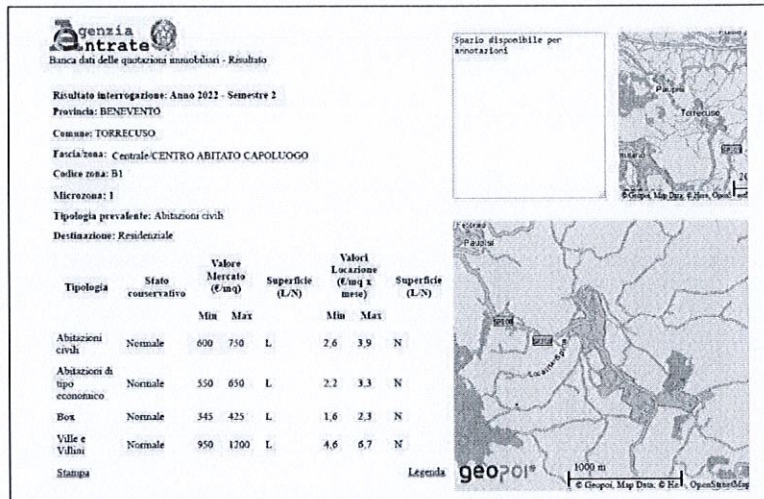 Agenzia
Entrate
Banca dati delle quotazioni immobiliari - Risultato
Risultato interrogazione: Anno 2022 - Semestre 2
Provincia: BENEVENTO
Comune: TORRECUSO
Fascia/zona: Centrale/CENTRO ABITATO CAPOLUOGO
Codice zona: B1
Microzona: 1
Tipologia prevalente: Abitazioni civili
Destinazione: Residenziale
Tipologia Stato conservativo Valore Mercato (€/mq) Superficie (L/N) Valori Locazione (€/mq x mese) Superficie (L/N)
Min Max Min Max
Abitazioni civili Normale 600 750 L 2,6 3,9 N
Abitazioni di tipo economico Normale 550 650 L 2,2 3,3 N
Box Normale 345 425 L 1,6 2,3 N
Ville e Villini Normale 950 1200 L 4,6 6,7 N
Stampa Legenda
Spazio disponibile per
annotazioni
Paupisi
Torrecuso
© Geopoi, Map Data: © Here,
Paupisi
geopoi®
1000 m
© Geopoi, Map Data: © He
, OpenStreetMap